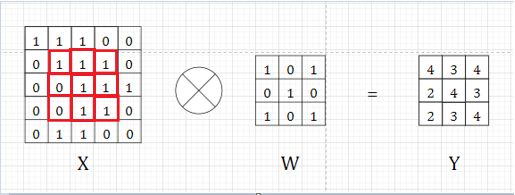 1 1 1 0 0
0 1 1 1 0 1 0 1 4 3 4
0 0 1 1 1 0 1 0 = 2 4 3
0 0 1 1 0 1 0 1 2 3 4
0 1 1 0 0
X W Y